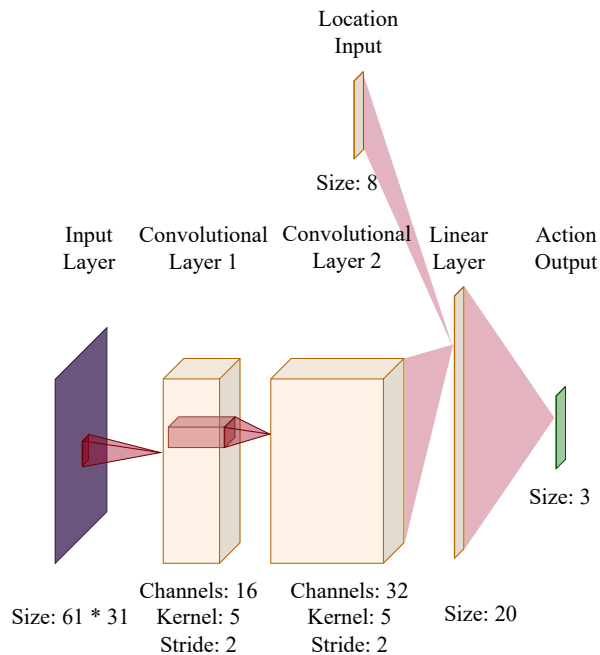 Location
Input
Size: 8
Input
Layer
Convolutional
Layer 1
Convolutional
Layer 2
Linear
Layer
Action
Output
Size: 3
Size: 61 * 31
Channels: 16
Kernel: 5
Stride: 2
Channels: 32
Kernel: 5
Stride: 2
Size: 20